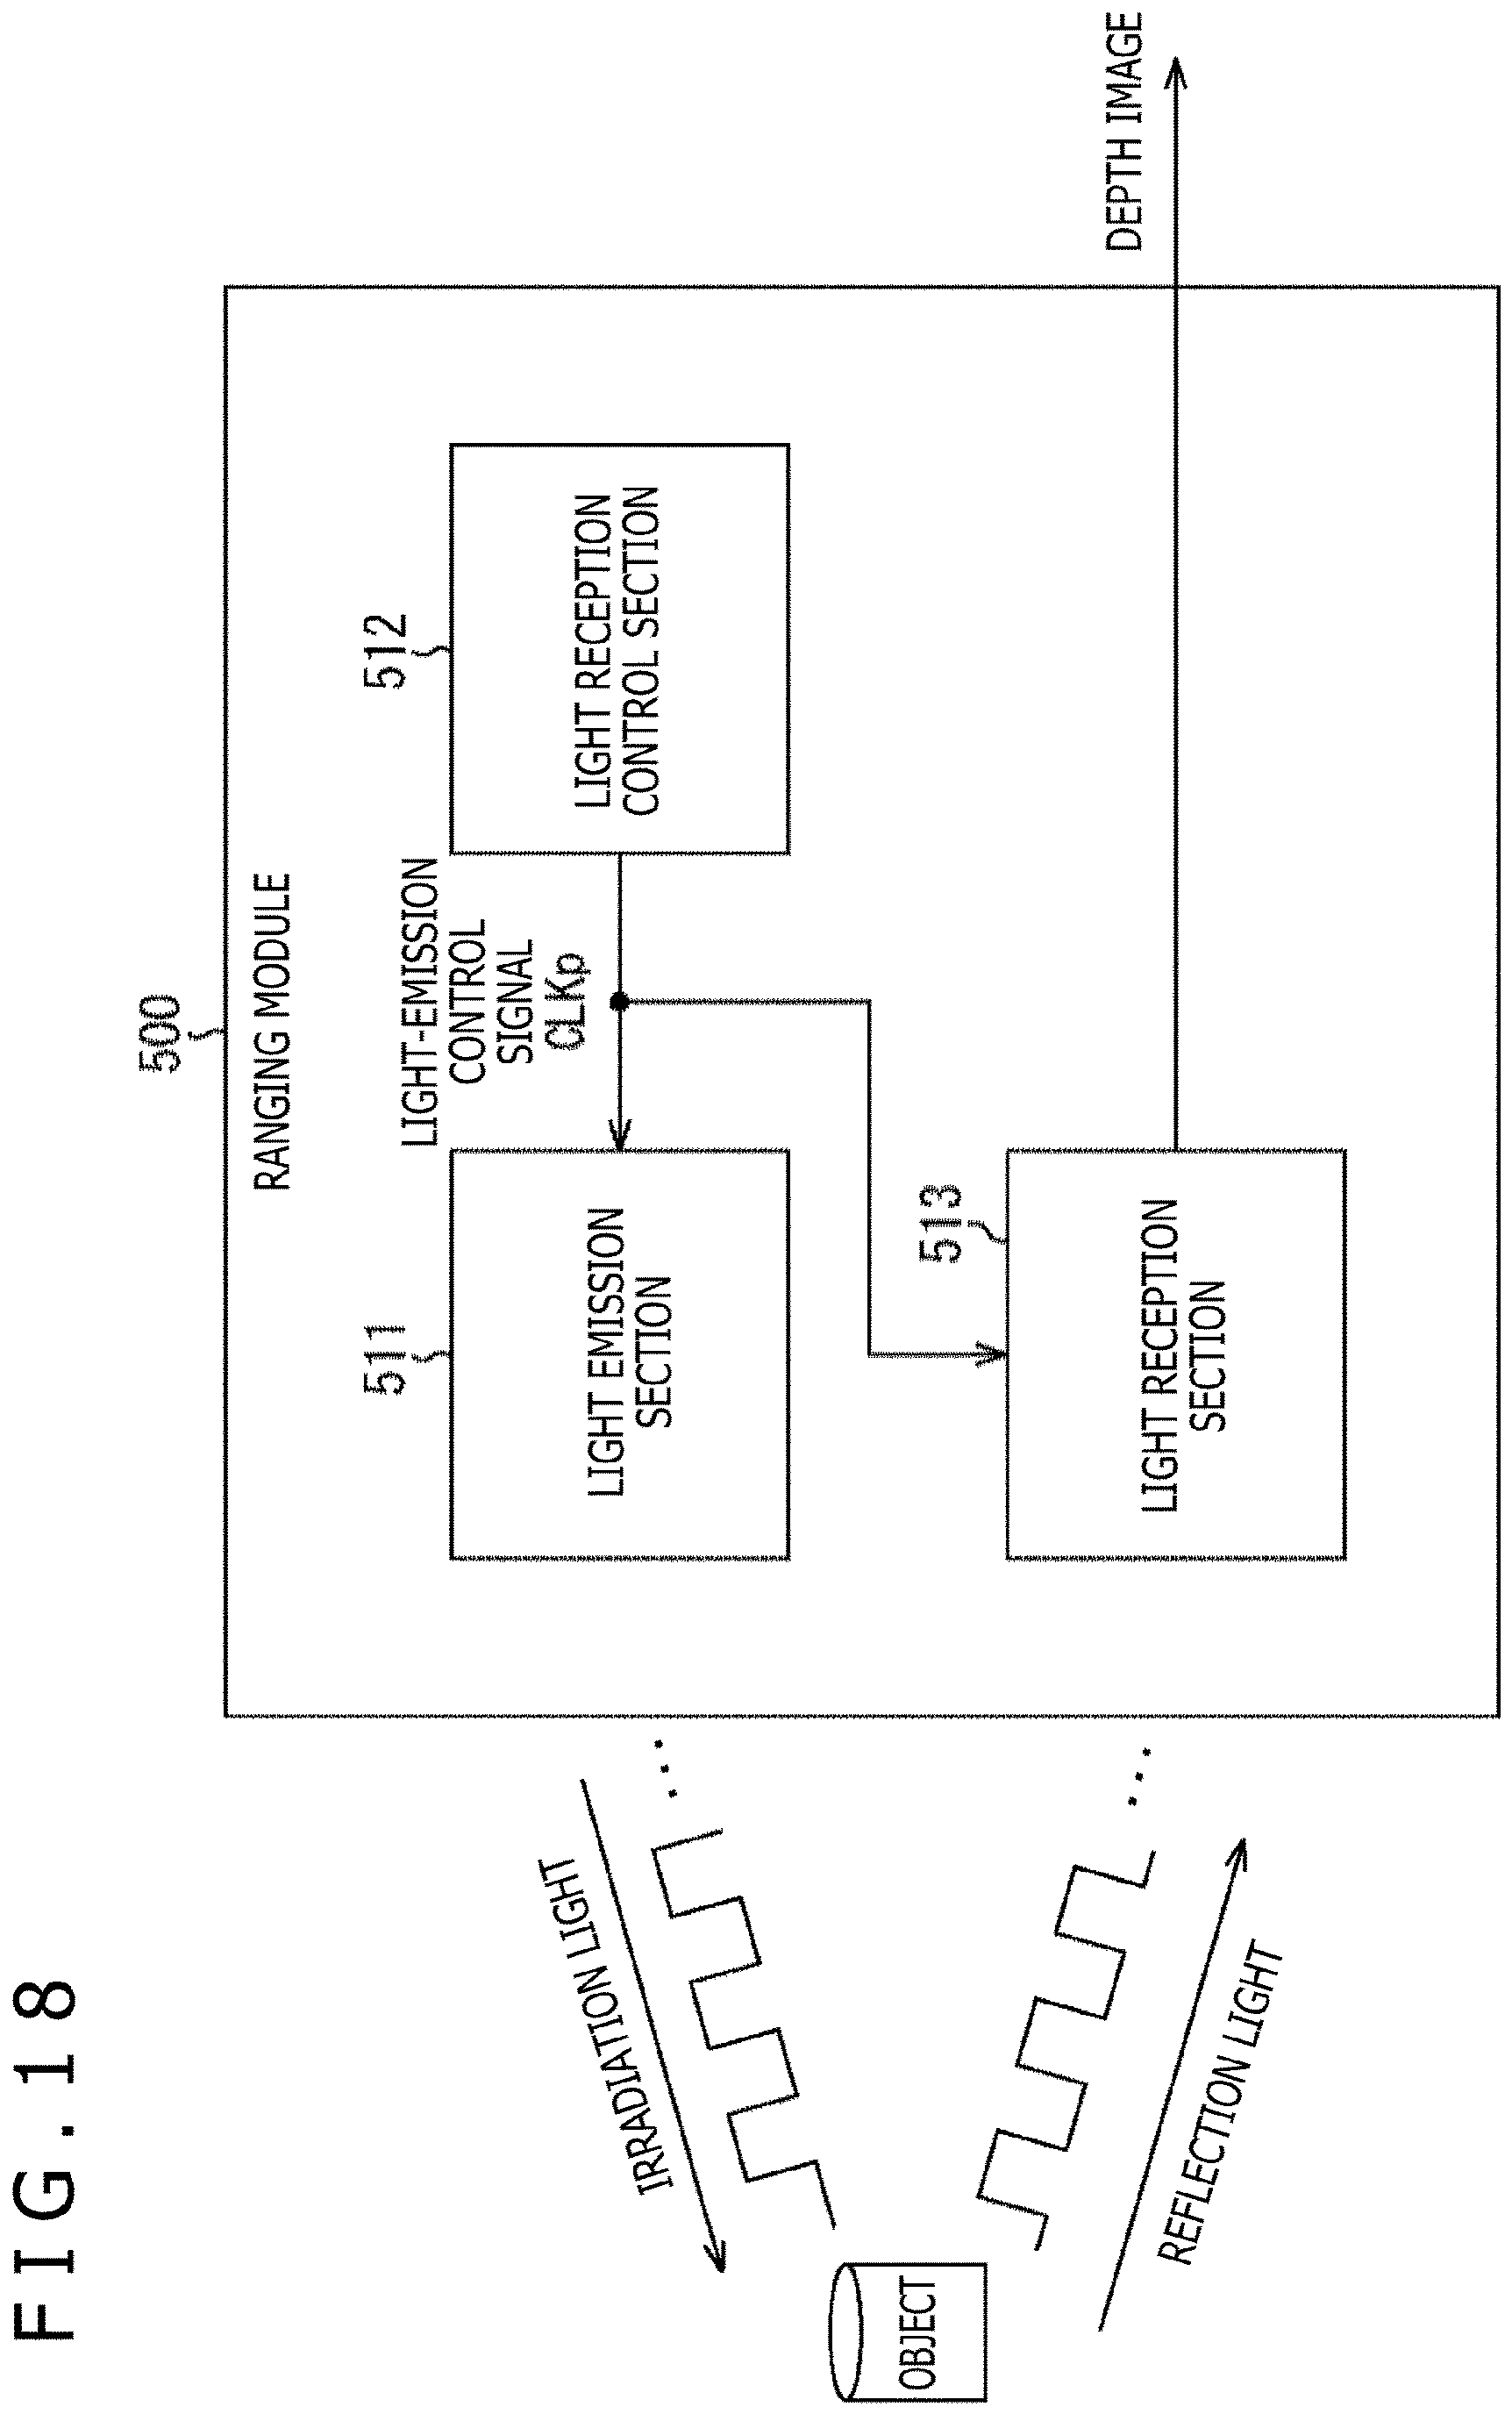 FIG.18
500
RANGING MODULE
511
LIGHT EMISSION
SECTION
LIGHT-EMISSION
CONTROL
SIGNAL
CLKp
512
LIGHT RECEPTION
CONTROL SECTION
IRRADIATION LIGHT
OBJECT
REFLECTION LIGHT
513
LIGHT RECEPTION
SECTION
DEPTH IMAGE